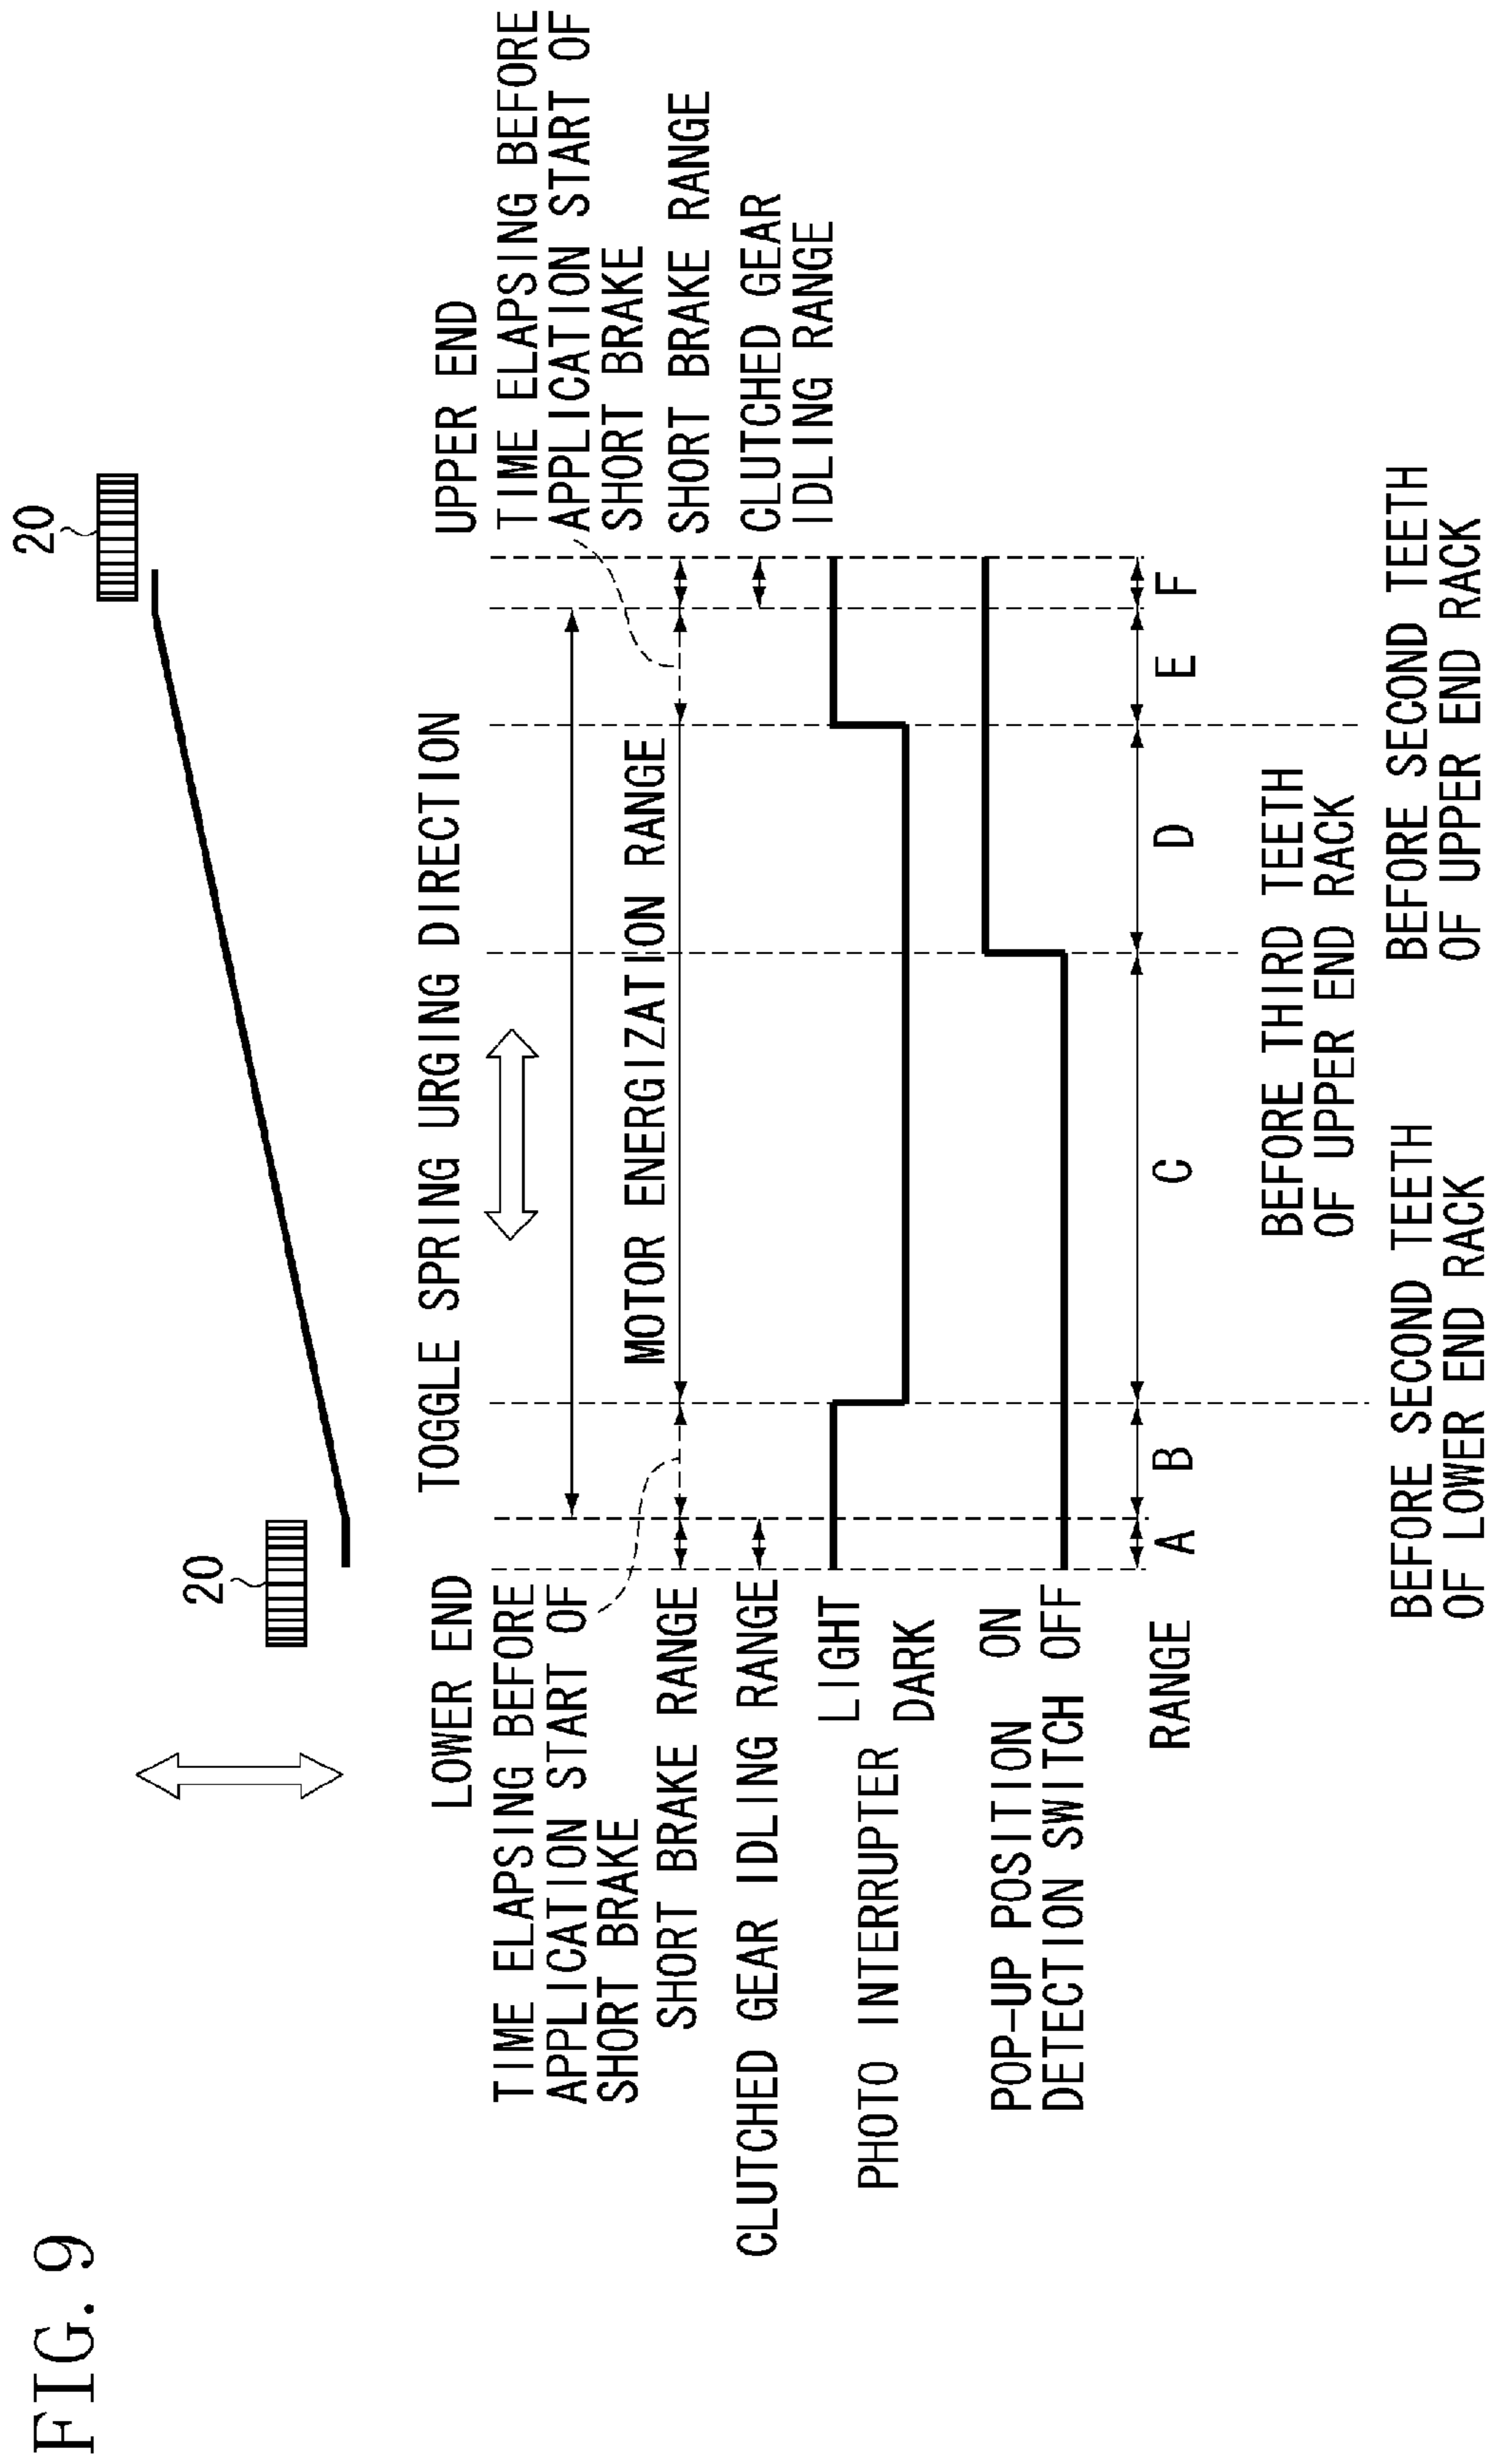 FIG. 9
20
20
LOWER END
TOGGLE SPRING URGING DIRECTION
UPPER END
TIME ELAPSING BEFORE
APPLICATION START OF
SHORT BRAKE
TIME ELAPSING BEFORE
APPLICATION START OF
SHORT BRAKE
SHORT BRAKE RANGE
MOTOR ENERGIZATION RANGE
SHORT BRAKE RANGE
CLUTCHED GEAR IDLING RANGE
CLUTCHED GEAR
IDLING RANGE
PHOTO INTERRUPTER
LIGHT
DARK
POP-UP POSITION ON
DETECTION SWITCH OFF
RANGE
A
B
C
D
E
F
BEFORE THIRD TEETH
OF UPPER END RACK
BEFORE SECOND TEETH
OF LOWER END RACK
BEFORE SECOND TEETH
OF UPPER END RACK